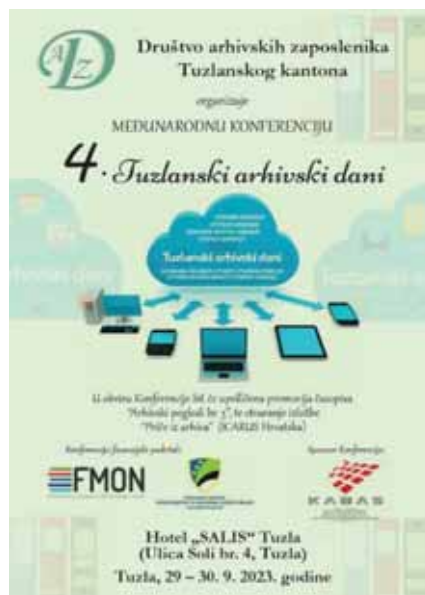 Društvo arhivskih zaposlenika
Tuzlanskog kantona
organizuje
MEĐUNARODNU KONFERENCIJU
4. Tuzlanski arhivski dani
Tuzlanski arhivski dani
U okviru Konferencije bit će upriličena promocija časopisa
"Arhivski pogledi br. 3", te otvaranje izložbe
"Priče iz arhiva" (ICARUS Hrvatska)
Konferenciju finansijski podržali:
Sponzor Konferencije:
FMON
KABAS
Hotel „SALIS“ Tuzla
(Ulica Soli br. 4, Tuzla)
Tuzla, 29 – 30. 9. 2023. godine